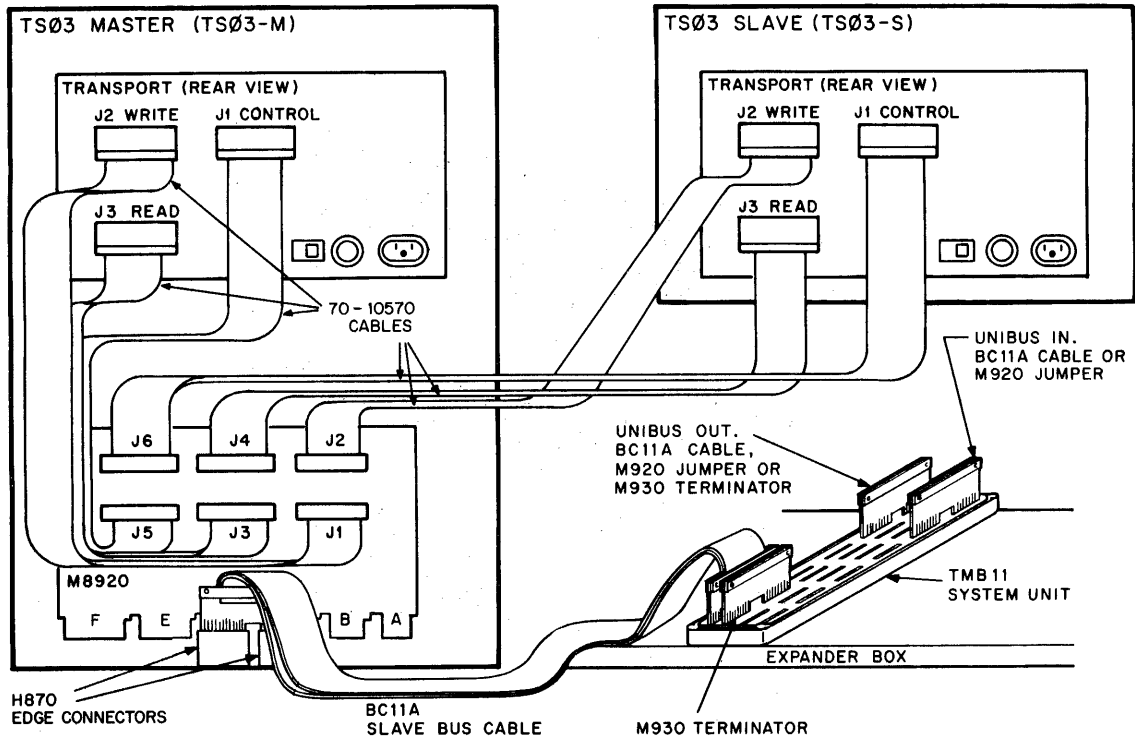 TSØ3 MASTER (TSØ3-M)
TRANSPORT (REAR VIEW)
J2 WRITE
J1 CONTROL
J3 READ
TSØ3 SLAVE (TSØ3-S)
TRANSPORT (REAR VIEW)
J2 WRITE
J1 CONTROL
J3 READ
70-10570
CABLES
UNIBUS IN.
BC11A CABLE OR
M920 JUMPER
UNIBUS OUT.
BC11A CABLE,
M920 JUMPER OR
M930 TERMINATOR
J6
J4
J2
J5
J3
J1
M8920
F
E
B
A
TMB11
SYSTEM UNIT
EXPANDER BOX
H870
EDGE CONNECTORS
BC11A
SLAVE BUS CABLE
M930 TERMINATOR